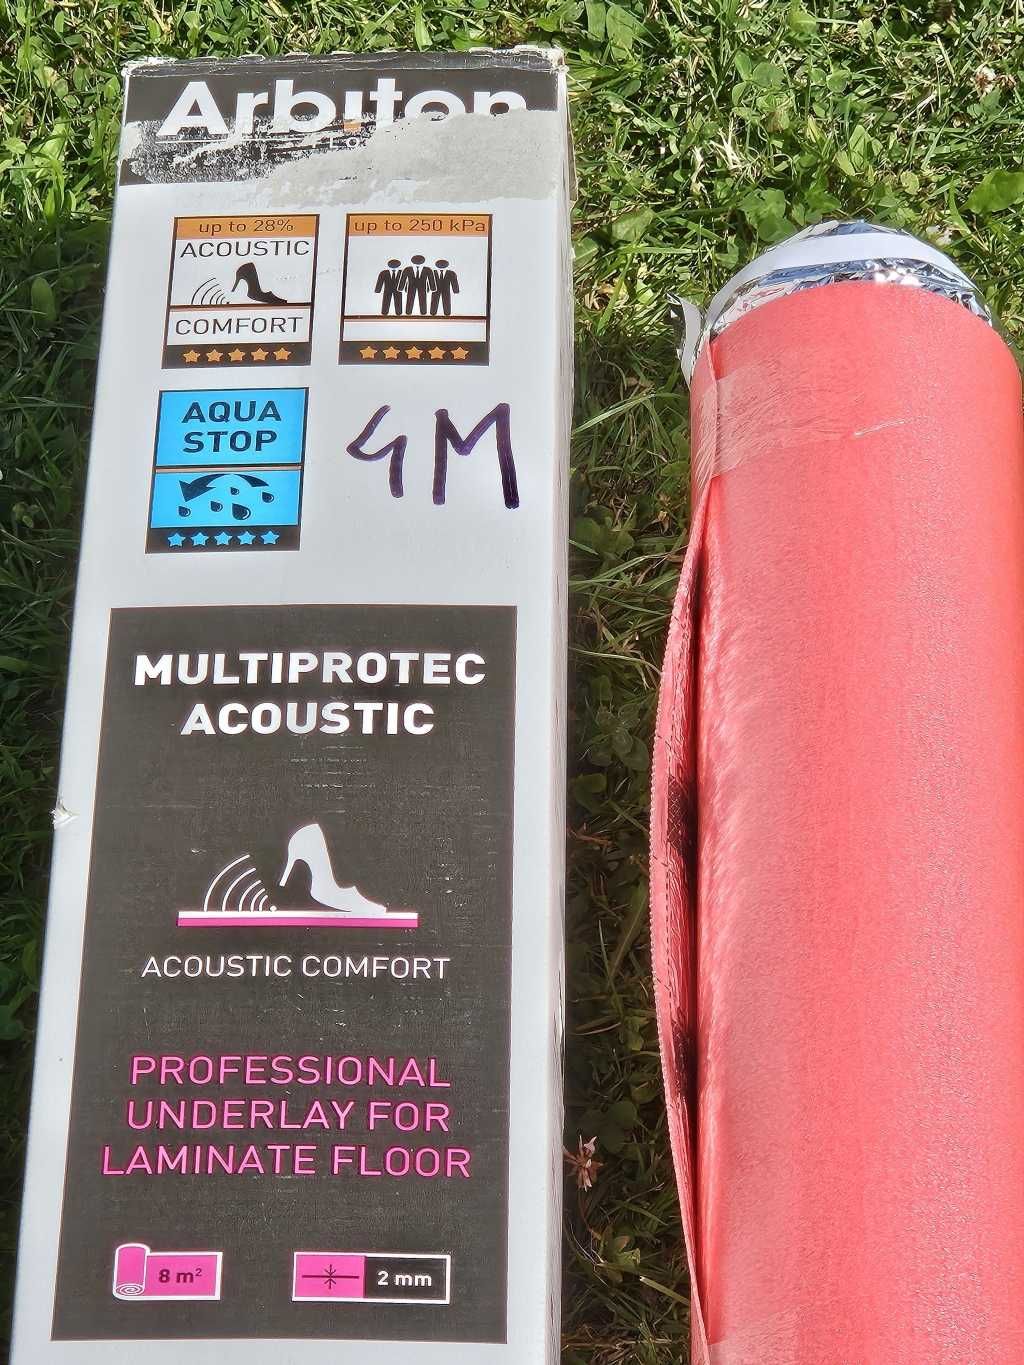 Arbiton
up to 28%
ACOUSTIC
COMFORT
up to 250 kPa
AQUA
STOP
4M
MULTIPROTEC
ACOUSTIC
ACOUSTIC COMFORT
PROFESSIONAL
UNDERLAY FOR
LAMINATE FLOOR
8 m²
2 mm